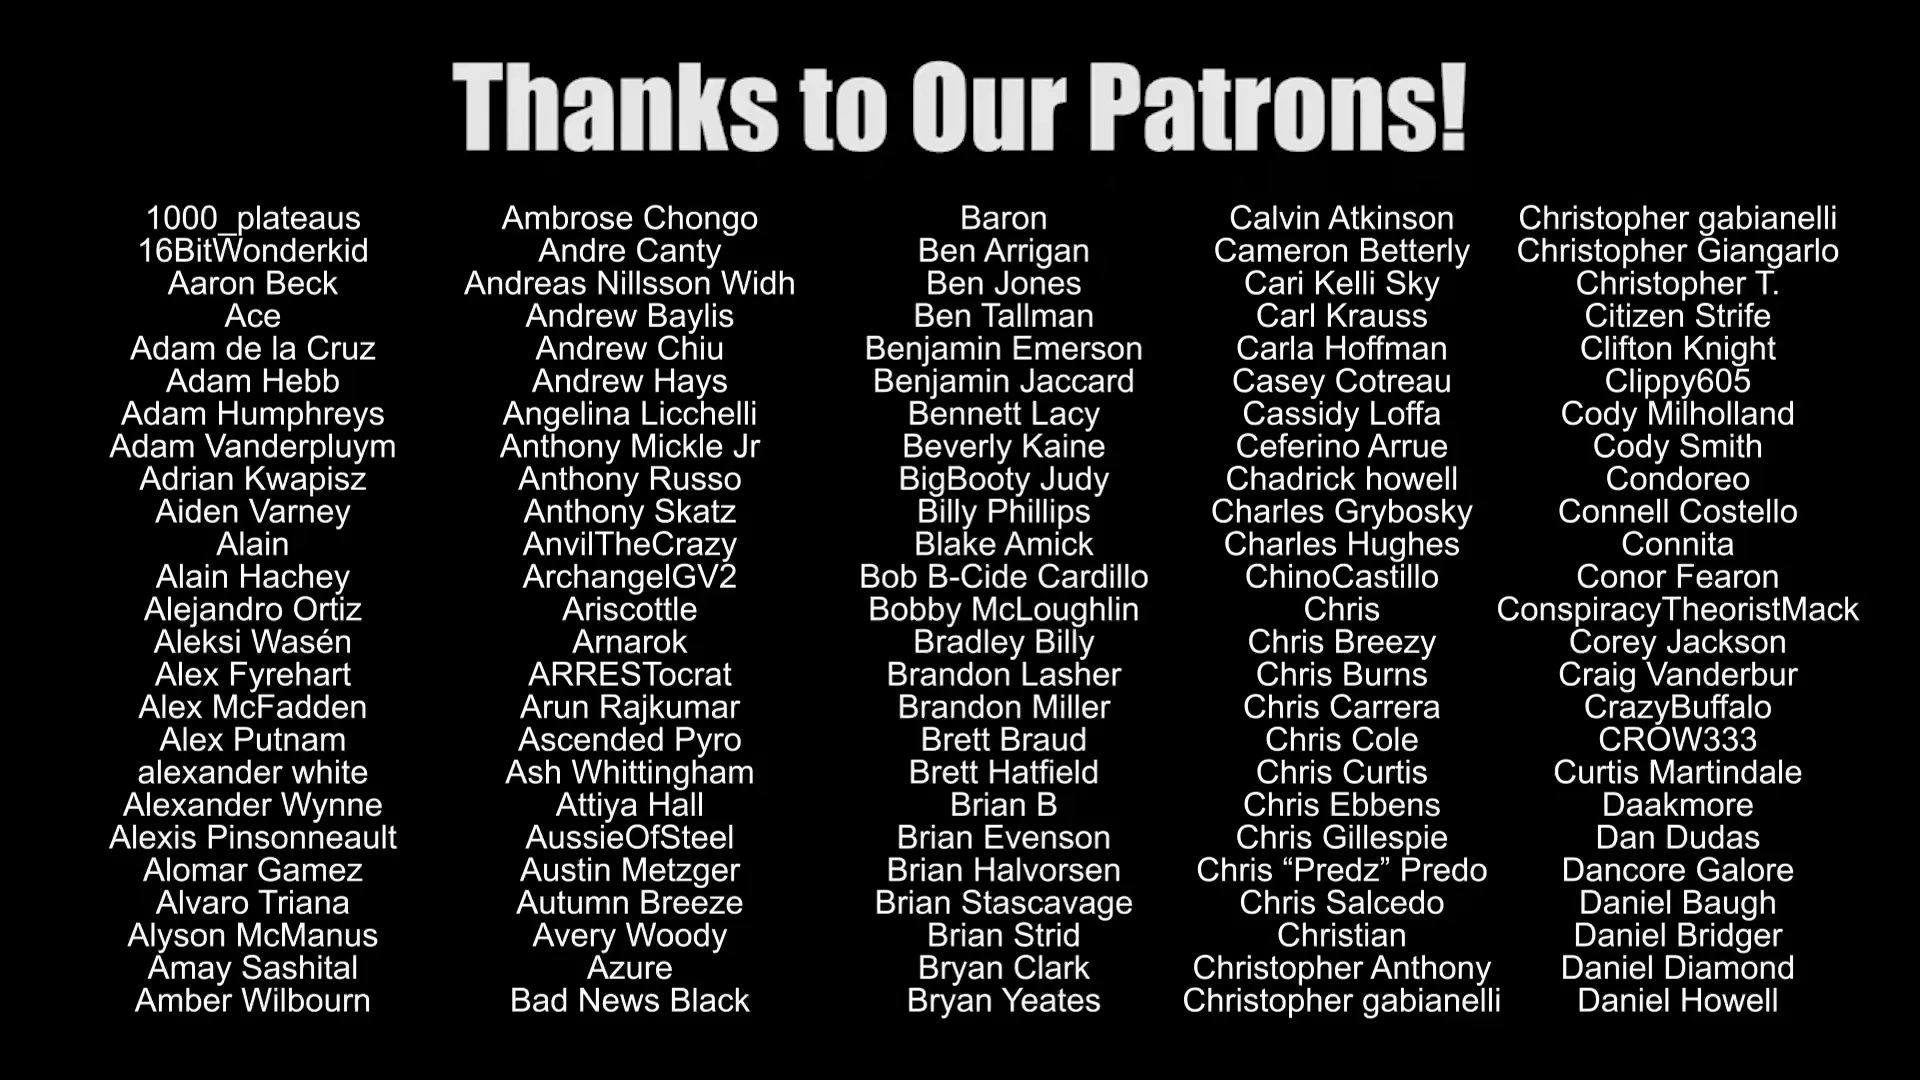 Thanks to Our Patrons!
1000_plateaus
16BitWonderkid
Aaron Beck
Ace
Adam de la Cruz
Adam Hebb
Adam Humphreys
Adam Vanderpluym
Adrian Kwapisz
Aiden Varney
Alain
Alain Hachey
Alejandro Ortiz
Aleksi Wasén
Alex Fyrehart
Alex McFadden
Alex Putnam
alexander white
Alexander Wynne
Alexis Pinsonneault
Alomar Gamez
Alvaro Triana
Alyson McManus
Amay Sashital
Amber Wilbourn
Ambrose Chongo
Andre Canty
Andreas Nillsson Widh
Andrew Baylis
Andrew Chiu
Andrew Hays
Angelina Licchelli
Anthony Mickle Jr
Anthony Russo
Anthony Skatz
AnvilTheCrazy
ArchangelGV2
Ariscottle
Arnarok
ARRESTocrat
Arun Rajkumar
Ascended Pyro
Ash Whittingham
Attiya Hall
AussieOfSteel
Austin Metzger
Autumn Breeze
Avery Woody
Azure
Bad News Black
Baron
Ben Arrigan
Ben Jones
Ben Tallman
Benjamin Emerson
Benjamin Jaccard
Bennett Lacy
Beverly Kaine
BigBooty Judy
Billy Phillips
Blake Amick
Bob B-Cide Cardillo
Bobby McLoughlin
Bradley Billy
Brandon Lasher
Brandon Miller
Brett Braud
Brett Hatfield
Brian B
Brian Evenson
Brian Halvorsen
Brian Stascavage
Brian Strid
Bryan Clark
Bryan Yeates
Calvin Atkinson
Cameron Betterly
Cari Kelli Sky
Carl Krauss
Carla Hoffman
Casey Cotreau
Cassidy Loffa
Ceferino Arrue
Chadrick howell
Charles Grybosky
Charles Hughes
ChinoCastillo
Chris
Chris Breezy
Chris Burns
Chris Carrera
Chris Cole
Chris Curtis
Chris Ebbens
Chris Gillespie
Chris “Predz” Predo
Chris Salcedo
Christian
Christopher Anthony
Christopher gabianelli
Christopher gabianelli
Christopher Giangarlo
Christopher T.
Citizen Strife
Clifton Knight
Clippy605
Cody Milholland
Cody Smith
Condoreo
Connell Costello
Connita
Conor Fearon
ConspiracyTheoristMack
Corey Jackson
Craig Vanderbur
CrazyBuffalo
CROW333
Curtis Martindale
Daakmore
Dan Dudas
Dancore Galore
Daniel Baugh
Daniel Bridger
Daniel Diamond
Daniel Howell